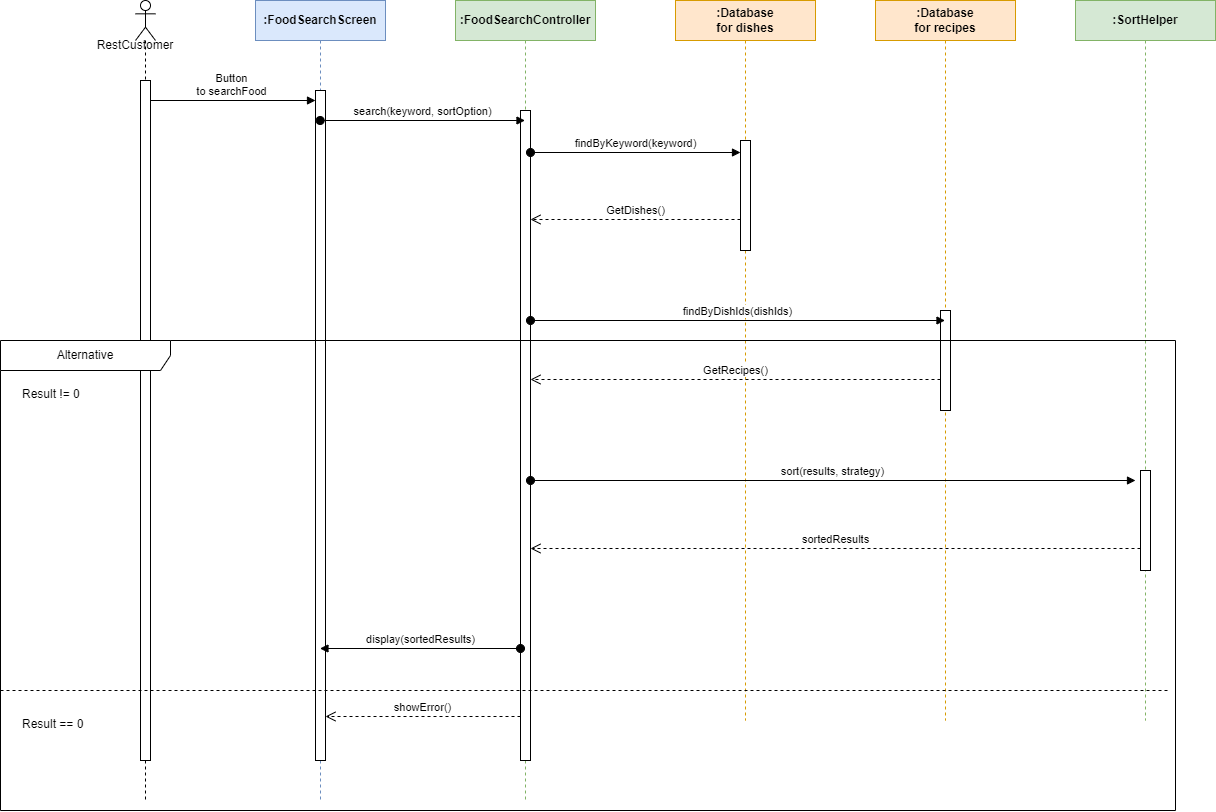 RestCustomer
:FoodSearchScreen
:FoodSearchController
:Database
for dishes
:Database
for recipes
:SortHelper
Button
to searchFood
search(keyword, sortOption)
findByKeyword(keyword)
GetDishes()
findByDishIds(dishIds)
Alternative
GetRecipes()
Result != 0
sort(results, strategy)
sortedResults
display(sortedResults)
showError()
Result == 0